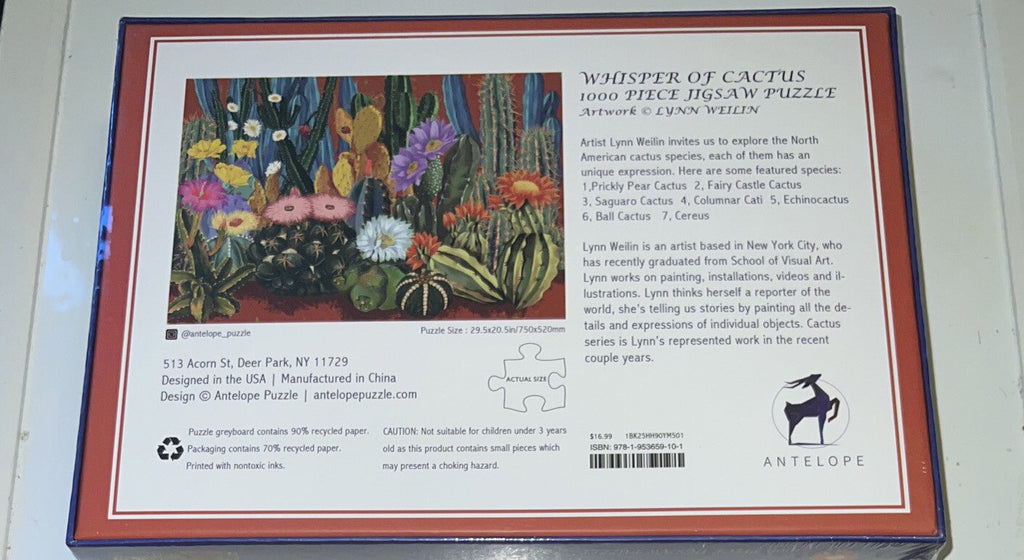 WHISPER OF CACTUS
1000 PIECE JIGSAW PUZZLE
Artwork © LYNN WEILIN
Artist Lynn Weilin invites us to explore the North
American cactus species, each of them has an
unique expression. Here are some featured species:
1,Prickly Pear Cactus 2, Fairy Castle Cactus
3, Saguaro Cactus 4, Columnar Cati 5, Echinocactus
6, Ball Cactus 7, Cereus
Lynn Weilin is an artist based in New York City, who
has recently graduated from School of Visual Art.
Lynn works on painting, installations, videos and il-
lustrations. Lynn thinks herself a reporter of the
world, she's telling us stories by painting all the de-
tails and expressions of individual objects. Cactus
series is Lynn's represented work in the recent
couple years.
@antelope_puzzle
Puzzle Size : 29.5x20.5in/750x520mm
513 Acorn St, Deer Park, NY 11729
Designed in the USA | Manufactured in China
Design © Antelope Puzzle | antelopepuzzle.com
ACTUAL SIZE
Puzzle greyboard contains 90% recycled paper.
Packaging contains 70% recycled paper.
Printed with nontoxic inks.
CAUTION: Not suitable for children under 3 years
old as this product contains small pieces which
may present a choking hazard.
$16.99 1BK25HH90YM501
ISBN: 978-1-953659-10-1
ANTELOPE